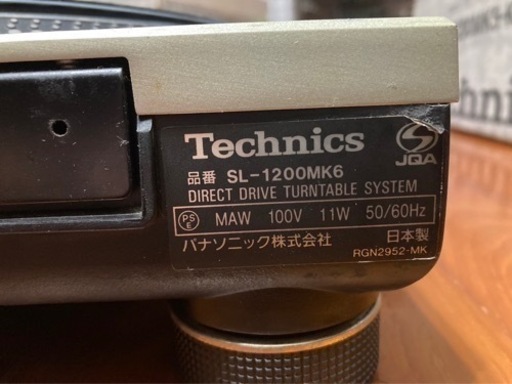 Technics
JQA
品番 SL-1200MK6
DIRECT DRIVE TURNTABLE SYSTEM
PS
E MAW 100V 11W 50/60Hz
パナソニック株式会社 日本製
RGN2952-MK